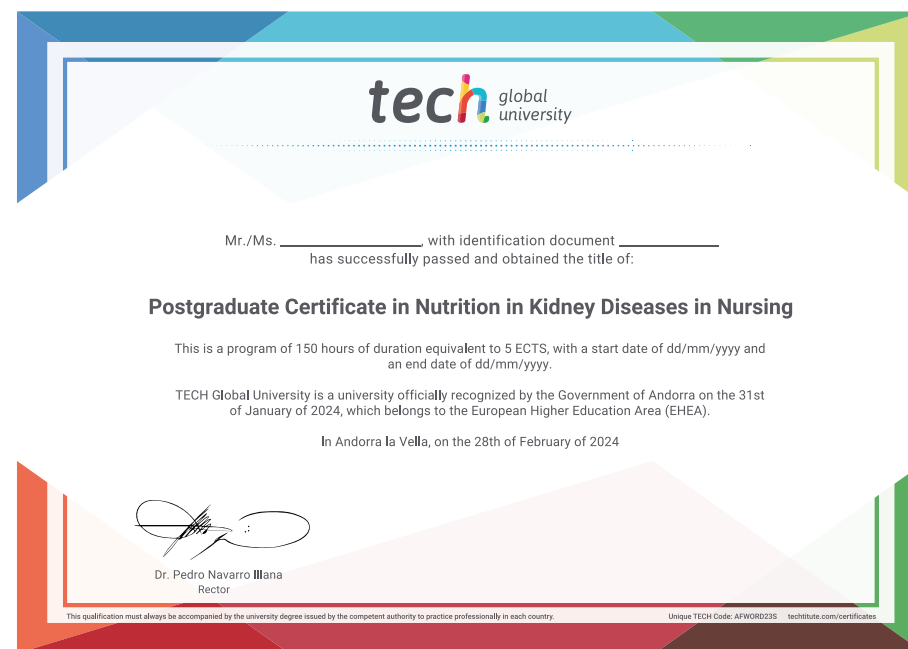 tech global university
Mr./Ms. ____________, with identification document ____________
has successfully passed and obtained the title of:
Postgraduate Certificate in Nutrition in Kidney Diseases in Nursing
This is a program of 150 hours of duration equivalent to 5 ECTS, with a start date of dd/mm/yyyy and
an end date of dd/mm/yyyy.
TECH Global University is a university officially recognized by the Government of Andorra on the 31st
of January of 2024, which belongs to the European Higher Education Area (EHEA).
In Andorra la Vella, on the 28th of February of 2024
Dr. Pedro Navarro Illana
Rector
This qualification must always be accompanied by the university degree issued by the competent authority to practice professionally in each country.
Unique TECH Code: AFWORD23S techtitute.com/certificates